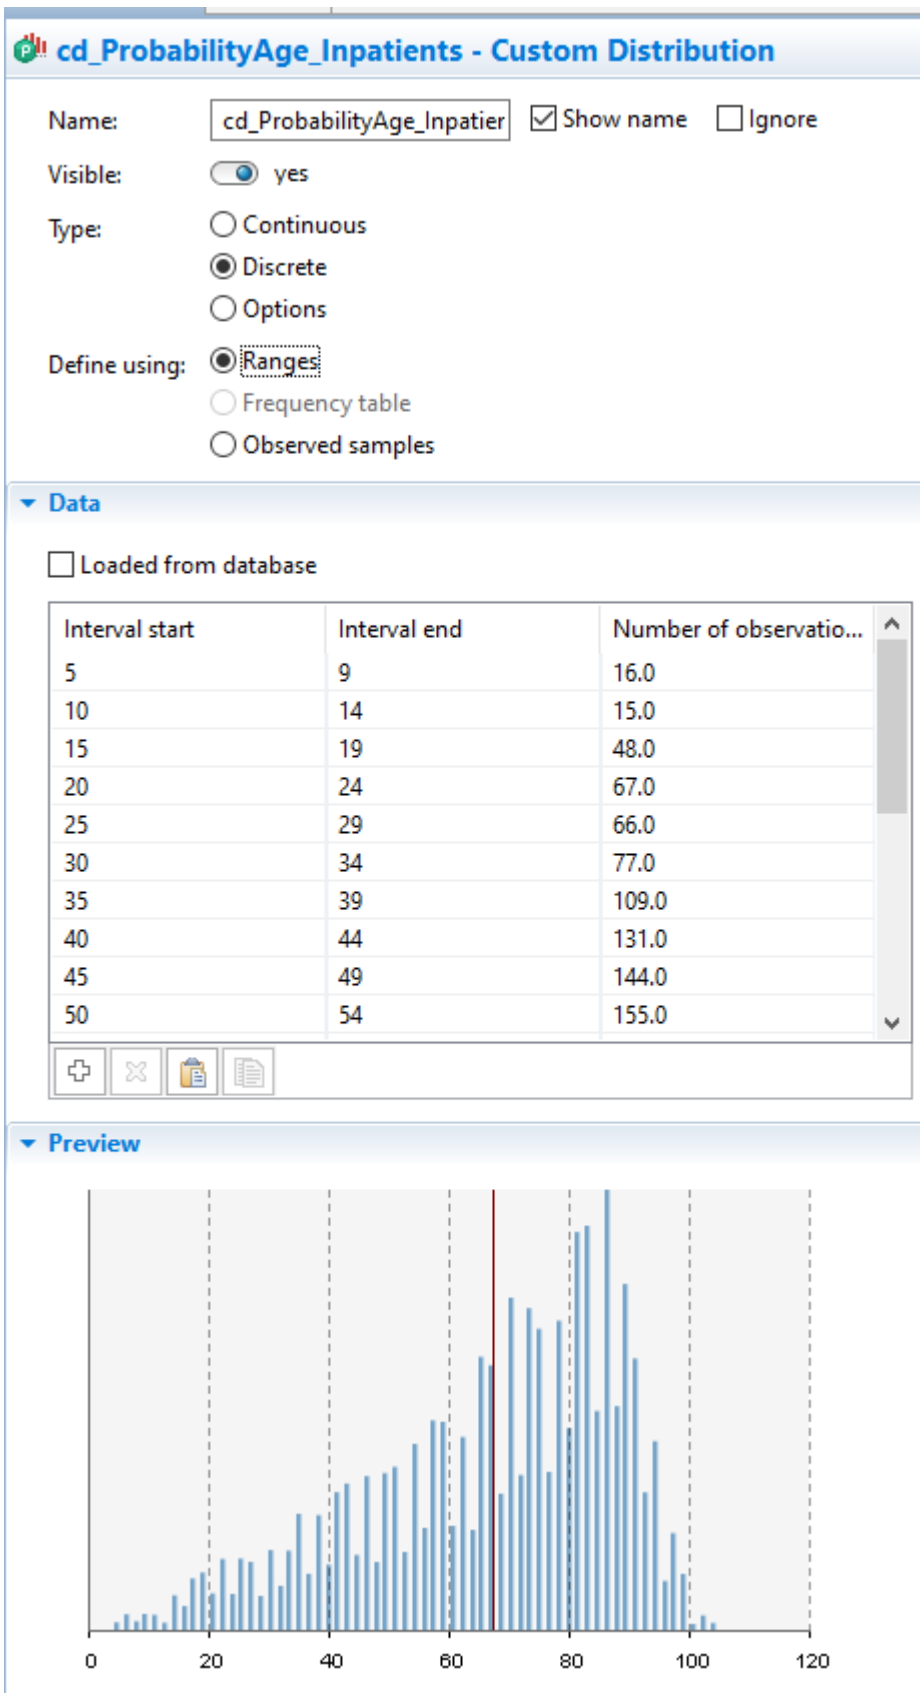 cd_ProbabilityAge_Inpatients - Custom Distribution
Name: cd_ProbabilityAge_Inpatier Show name Ignore
Visible: yes
Type: Continuous
Discrete
Options
Define using: Ranges
Frequency table
Observed samples
Data
Loaded from database
Interval start Interval end Number of observatio...
5 9 16.0
10 14 15.0
15 19 48.0
20 24 67.0
25 29 66.0
30 34 77.0
35 39 109.0
40 44 131.0
45 49 144.0
50 54 155.0
Preview
0 20 40 60 80 100 120